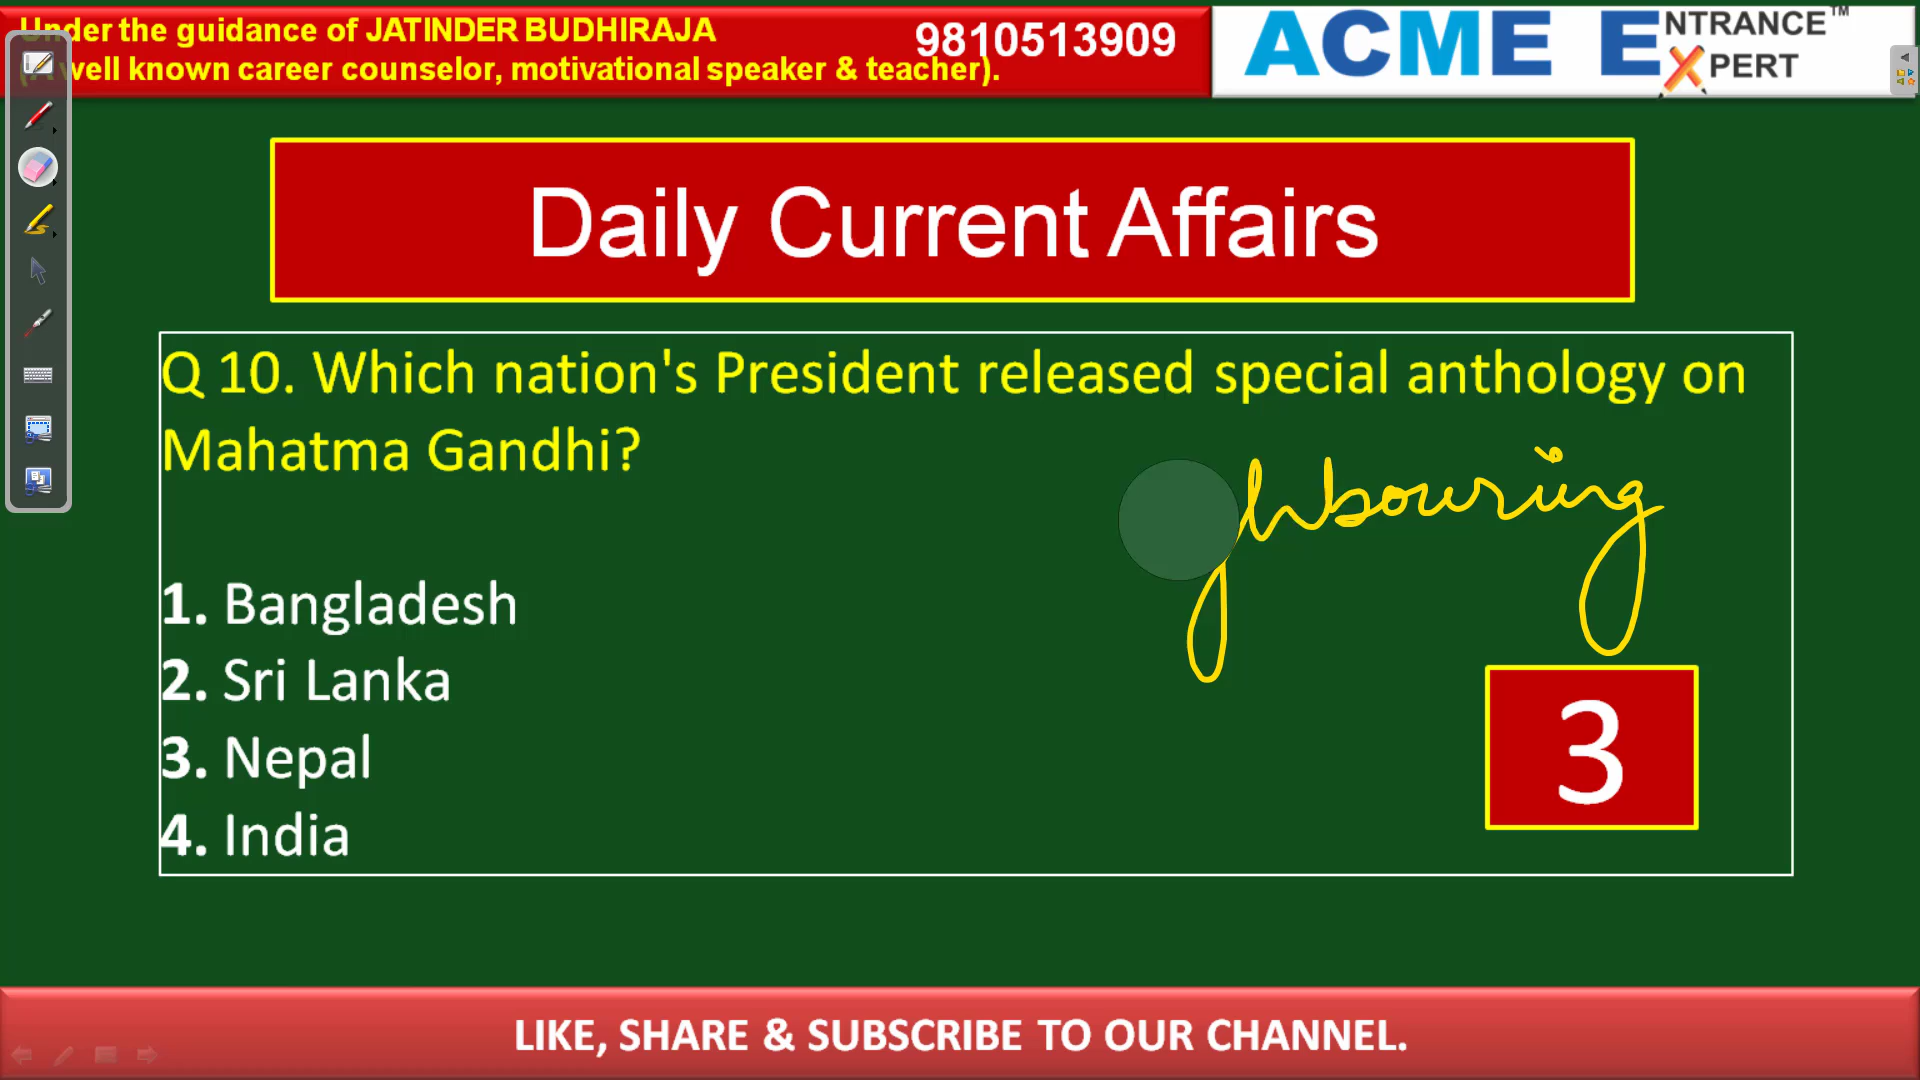 Under the guidance of JATINDER BUDHIRAJA
well known career counselor, motivational speaker & teacher).
9810513909
ACME ENTRANCE EXPERT™
Daily Current Affairs
Q 10. Which nation's President released special anthology on
Mahatma Gandhi?
ghbouring
1. Bangladesh
2. Sri Lanka
3. Nepal
4. India
3
LIKE, SHARE & SUBSCRIBE TO OUR CHANNEL.